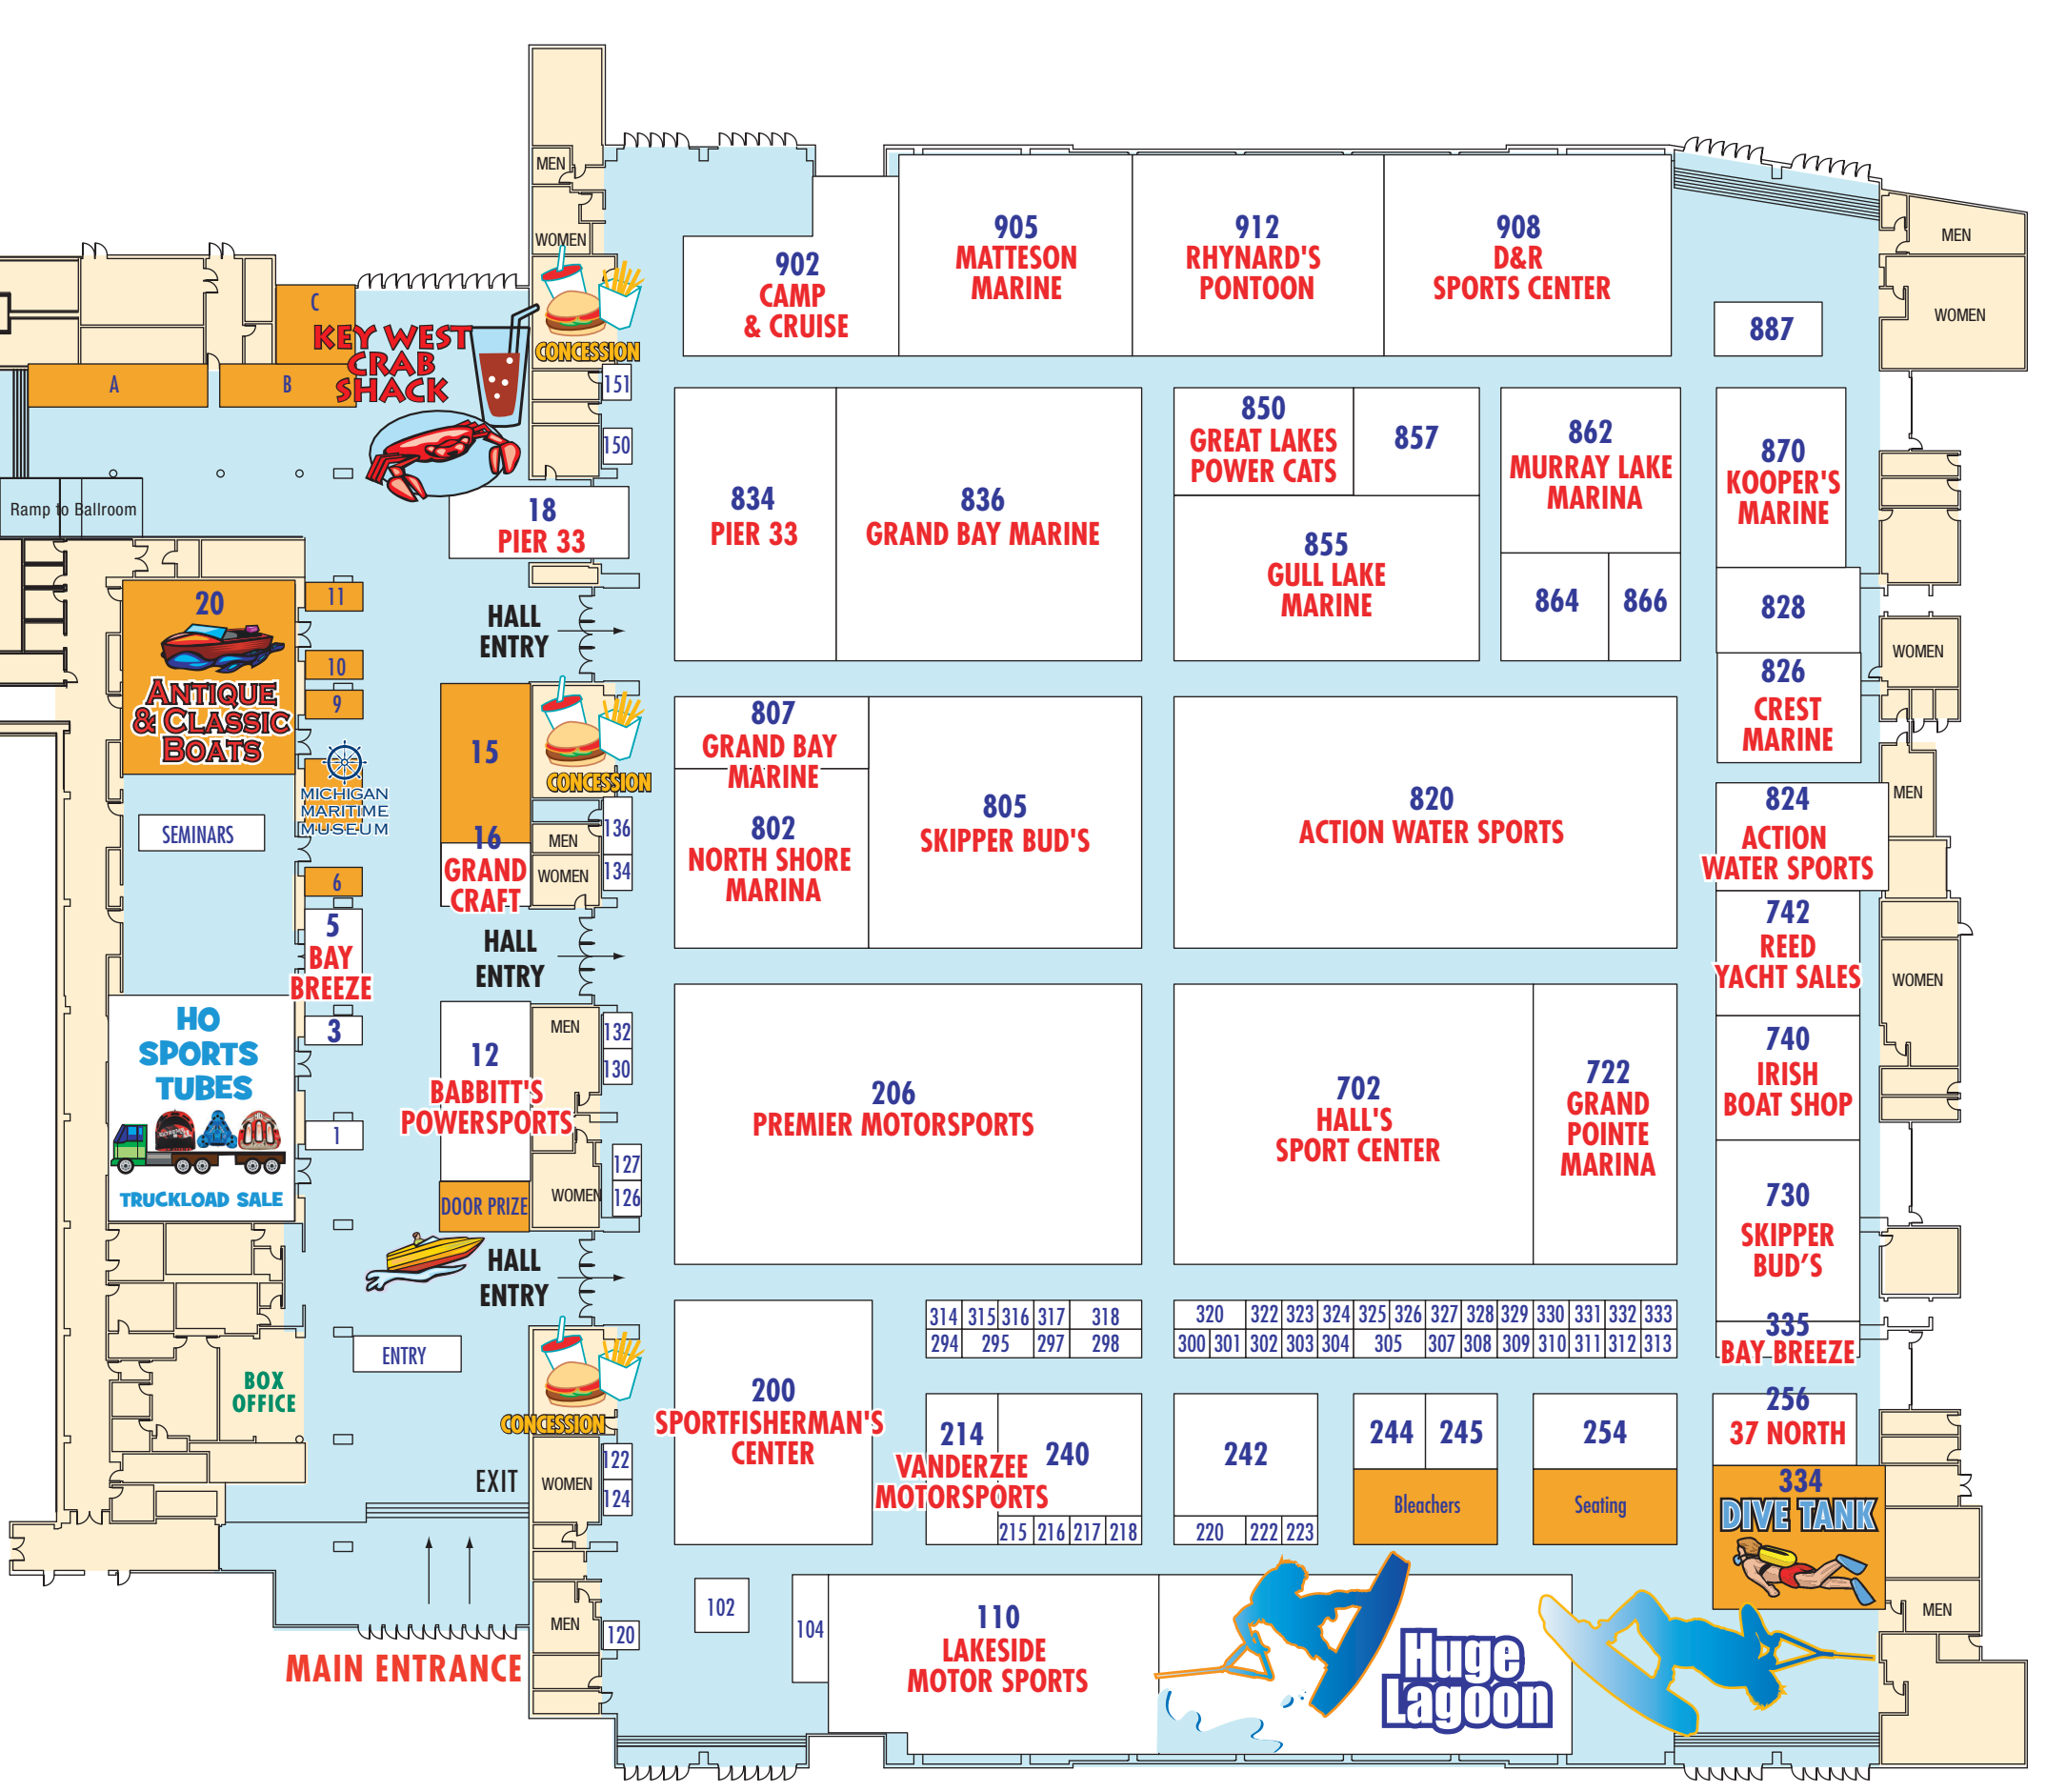 MEN
WOMEN
CONCESSION
151
150
C
KEY WEST
CRAB
SHACK
A
B
Ramp to Ballroom
18
PIER 33
HALL
ENTRY
20
ANTIQUE
& CLASSIC
BOATS
11
10
9
MICHIGAN
MARITIME
MUSEUM
SEMINARS
6
5
BAY
BREEZE
3
1
HO
SPORTS
TUBES
TRUCKLOAD SALE
15
16
GRAND
CRAFT
CONCESSION
MEN
WOMEN
136
134
HALL
ENTRY
12
BABBITT'S
POWERSPORTS
DOOR PRIZE
MEN
WOMEN
132
130
127
126
HALL
ENTRY
ENTRY
BOX
OFFICE
CONCESSION
EXIT
WOMEN
122
124
MEN
120
MAIN ENTRANCE
902
CAMP
& CRUISE
905
MATTESON
MARINE
912
RHYNARD'S
PONTOON
908
D&R
SPORTS CENTER
887
MEN
WOMEN
834
PIER 33
836
GRAND BAY MARINE
850
GREAT LAKES
POWER CATS
857
855
GULL LAKE
MARINE
862
MURRAY LAKE
MARINA
864
866
870
KOOPER'S
MARINE
828
826
CREST
MARINE
WOMEN
MEN
807
GRAND BAY
MARINE
802
NORTH SHORE
MARINA
805
SKIPPER BUD'S
820
ACTION WATER SPORTS
824
ACTION
WATER SPORTS
742
REED
YACHT SALES
WOMEN
740
IRISH
BOAT SHOP
730
SKIPPER
BUD'S
335
BAY BREEZE
206
PREMIER MOTORSPORTS
702
HALL'S
SPORT CENTER
722
GRAND
POINTE
MARINA
200
SPORTFISHERMAN'S
CENTER
314 315 316 317 318
294 295 297 298
320 322 323 324 325 326 327 328 329 330 331 332 333
300 301 302 303 304 305 307 308 309 310 311 312 313
214
VANDERZEE
MOTORSPORTS
240
215 216 217 218
242
220 222 223
244
245
Bleachers
254
Seating
256
37 NORTH
334
DIVE TANK
MEN
102
104
110
LAKESIDE
MOTOR SPORTS
Huge
Lagoon